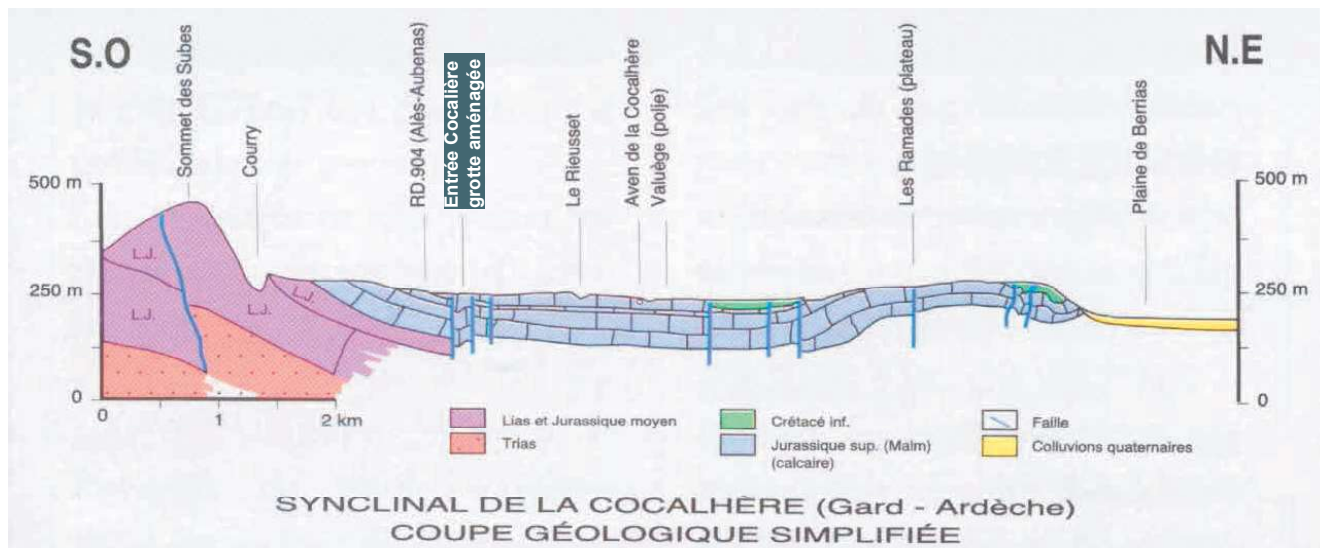 S.O
N.E
Sommet des Subes
Courry
RD.904 (Alès-Aubenas)
Entrée Cocalière
grotte aménagée
Le Rieusset
Aven de la Cocalhère
Valuège (polje)
Les Ramades (plateau)
Plaine de Berrias
500 m
500 m
250 m
250 m
0
0
L.J.
L.J.
L.J.
L.J.
0
1
2 km
Lias et Jurassique moyen
Trias
Crétacé inf.
Jurassique sup. (Malm)
(calcaire)
Faille
Colluvions quaternaires
SYNCLINAL DE LA COCALHÈRE (Gard - Ardèche)
COUPE GÉOLOGIQUE SIMPLIFIÉE